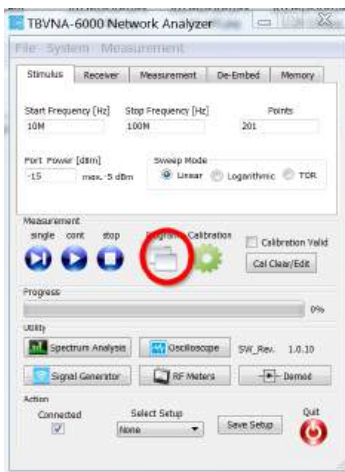 TBVNA-6000 Network Analyzer
File System Measurement
Stimulus Receiver Measurement De-Embed Memory
Start Frequency [Hz] Stop Frequency [Hz] Points
10M 100M 201
Port Power [dBm] Sweep Mode
-15 max. -5 dBm Linear Logarithmic TDR
Measurement
single cont stop Diagrams Calibration
Calibration Valid
Cal Clear/Edit
Progress
0%
Utility
Spectrum Analysis Oscilloscope SW_Rev. 1.0.10
Signal Generator RF Meters Demod
Action
Connected Select Setup Quit
None Save Setup